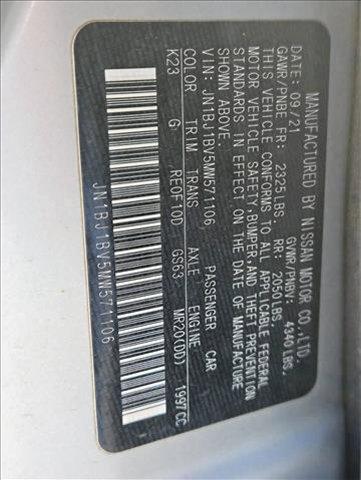 MANUFACTURED BY NISSAN MOTOR CO.,LTD.
DATE: 09/21 GVWR/PNBV: 4340LBS.
GAWR/PNBE FR: 2325LBS. RR: 2050LBS.
THIS VEHICLE CONFORMS TO ALL APPLICABLE FEDERAL
MOTOR VEHICLE SAFETY,BUMPER,AND THEFT PREVENTION
STANDARDS IN EFFECT ON THE DATE OF MANUFACTURE
SHOWN ABOVE.
VIN: JN1BJ1BV5MW571106 PASSENGER CAR
COLOR TRIM TRANS AXLE ENGINE
K23 G REOF10D GS63- MR20(DD) 1997CC
JN1BJ1BV5MW571106